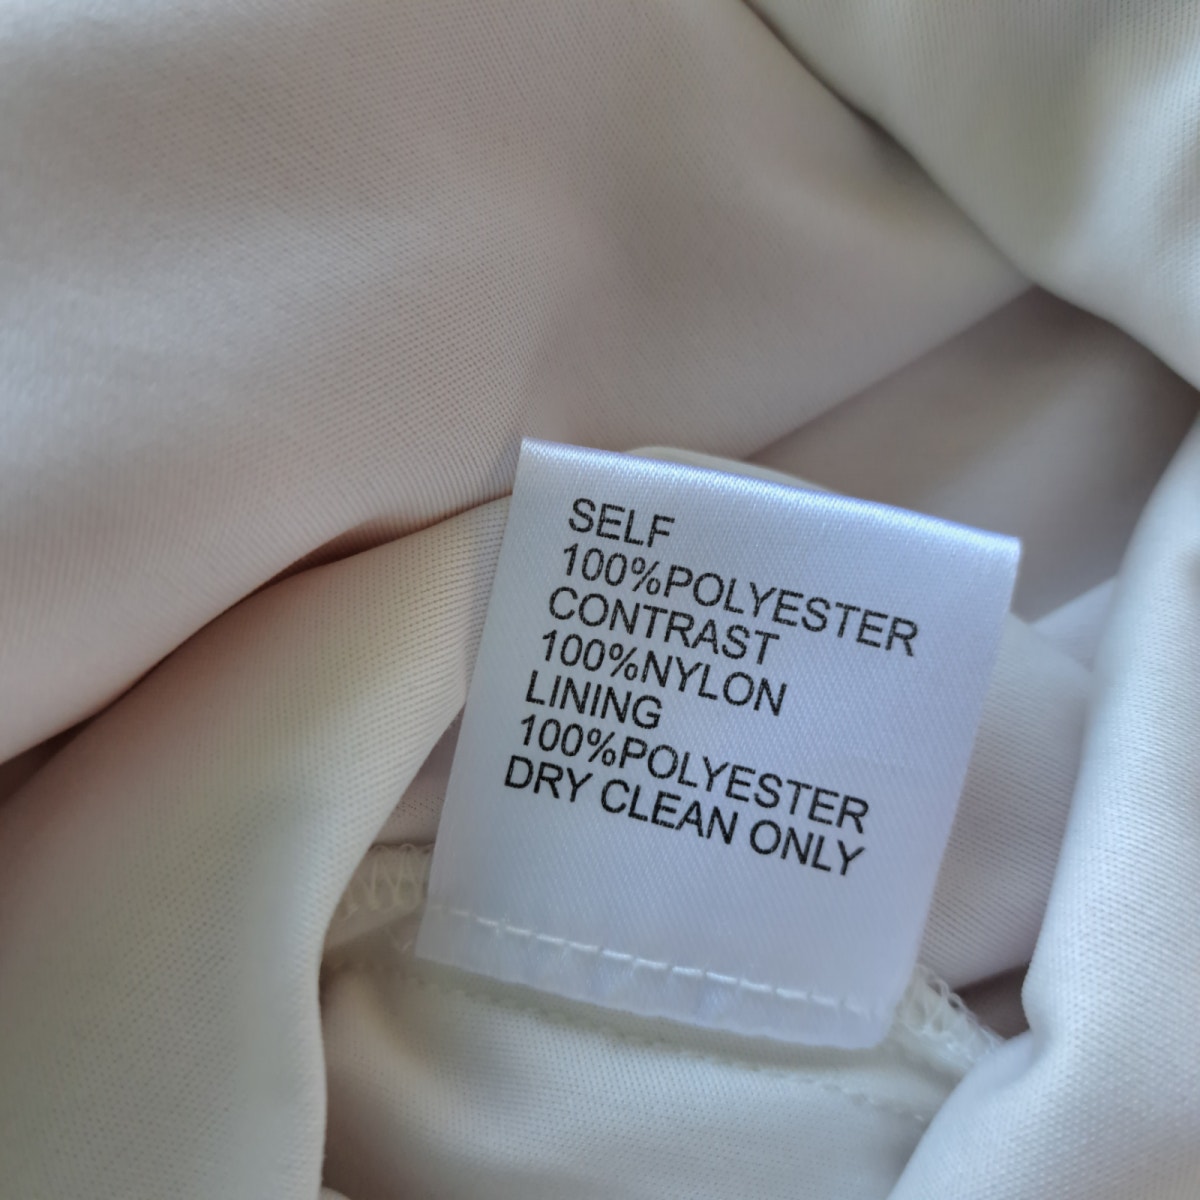 SELF
100%POLYESTER
CONTRAST
100%NYLON
LINING
100%POLYESTER
DRY CLEAN ONLY